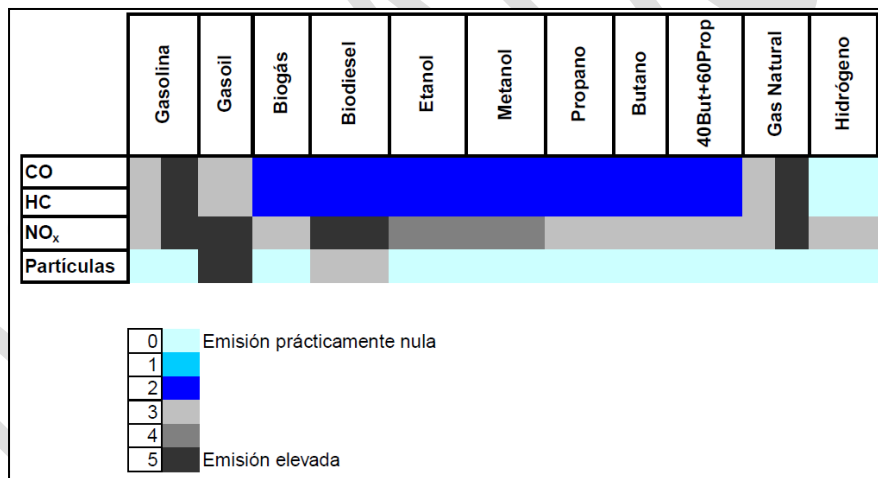 Gasolina
Gasoil
Biogás
Biodiesel
Etanol
Metanol
Propano
Butano
40But+60Prop
Gas Natural
Hidrógeno
CO
HC
NOx
Partículas
0 Emisión prácticamente nula
1
2
3
4
5 Emisión elevada